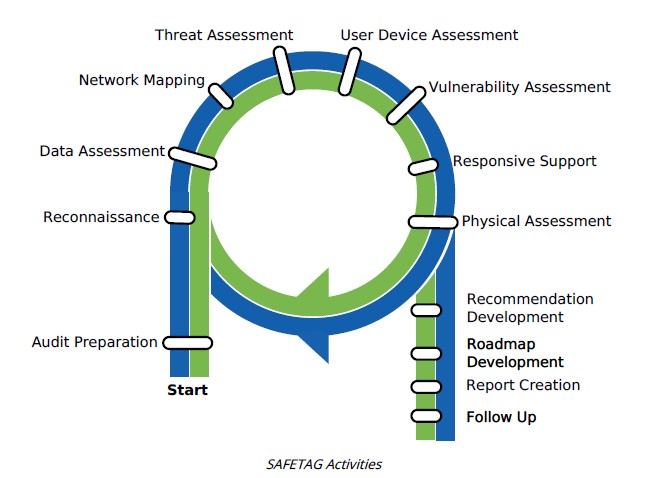 Threat Assessment
User Device Assessment
Network Mapping
Vulnerability Assessment
Data Assessment
Responsive Support
Reconnaissance
Physical Assessment
Recommendation
Development
Audit Preparation
Roadmap
Development
Start
Report Creation
Follow Up
SAFETAG Activities